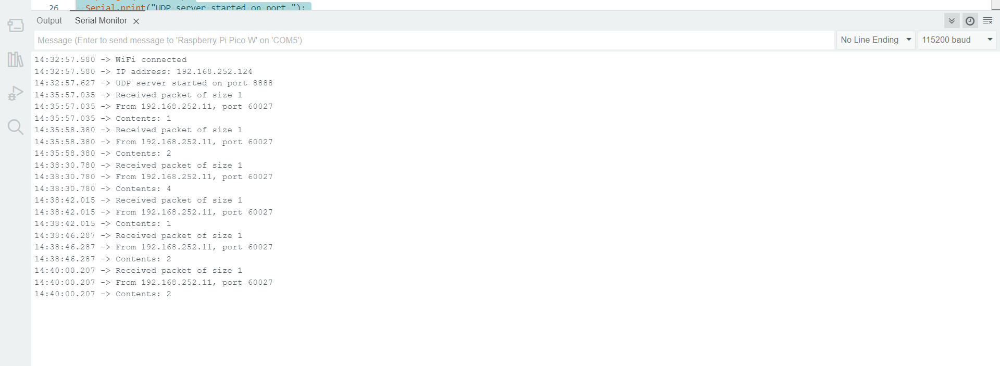 26 Serial.print("UDP server started on port ");
Output Serial Monitor
Message (Enter to send message to 'Raspberry Pi Pico W' on 'COM5') No Line Ending 115200 baud
14:32:57.580 -> WiFi connected
14:32:57.580 -> IP address: 192.168.252.124
14:32:57.627 -> UDP server started on port 8888
14:35:57.035 -> Received packet of size 1
14:35:57.035 -> From 192.168.252.11, port 60027
14:35:57.035 -> Contents: 1
14:35:58.380 -> Received packet of size 1
14:35:58.380 -> From 192.168.252.11, port 60027
14:35:58.380 -> Contents: 2
14:38:30.780 -> Received packet of size 1
14:38:30.780 -> From 192.168.252.11, port 60027
14:38:30.780 -> Contents: 4
14:38:42.015 -> Received packet of size 1
14:38:42.015 -> From 192.168.252.11, port 60027
14:38:42.015 -> Contents: 1
14:38:46.287 -> Received packet of size 1
14:38:46.287 -> From 192.168.252.11, port 60027
14:38:46.287 -> Contents: 2
14:40:00.207 -> Received packet of size 1
14:40:00.207 -> From 192.168.252.11, port 60027
14:40:00.207 -> Contents: 2